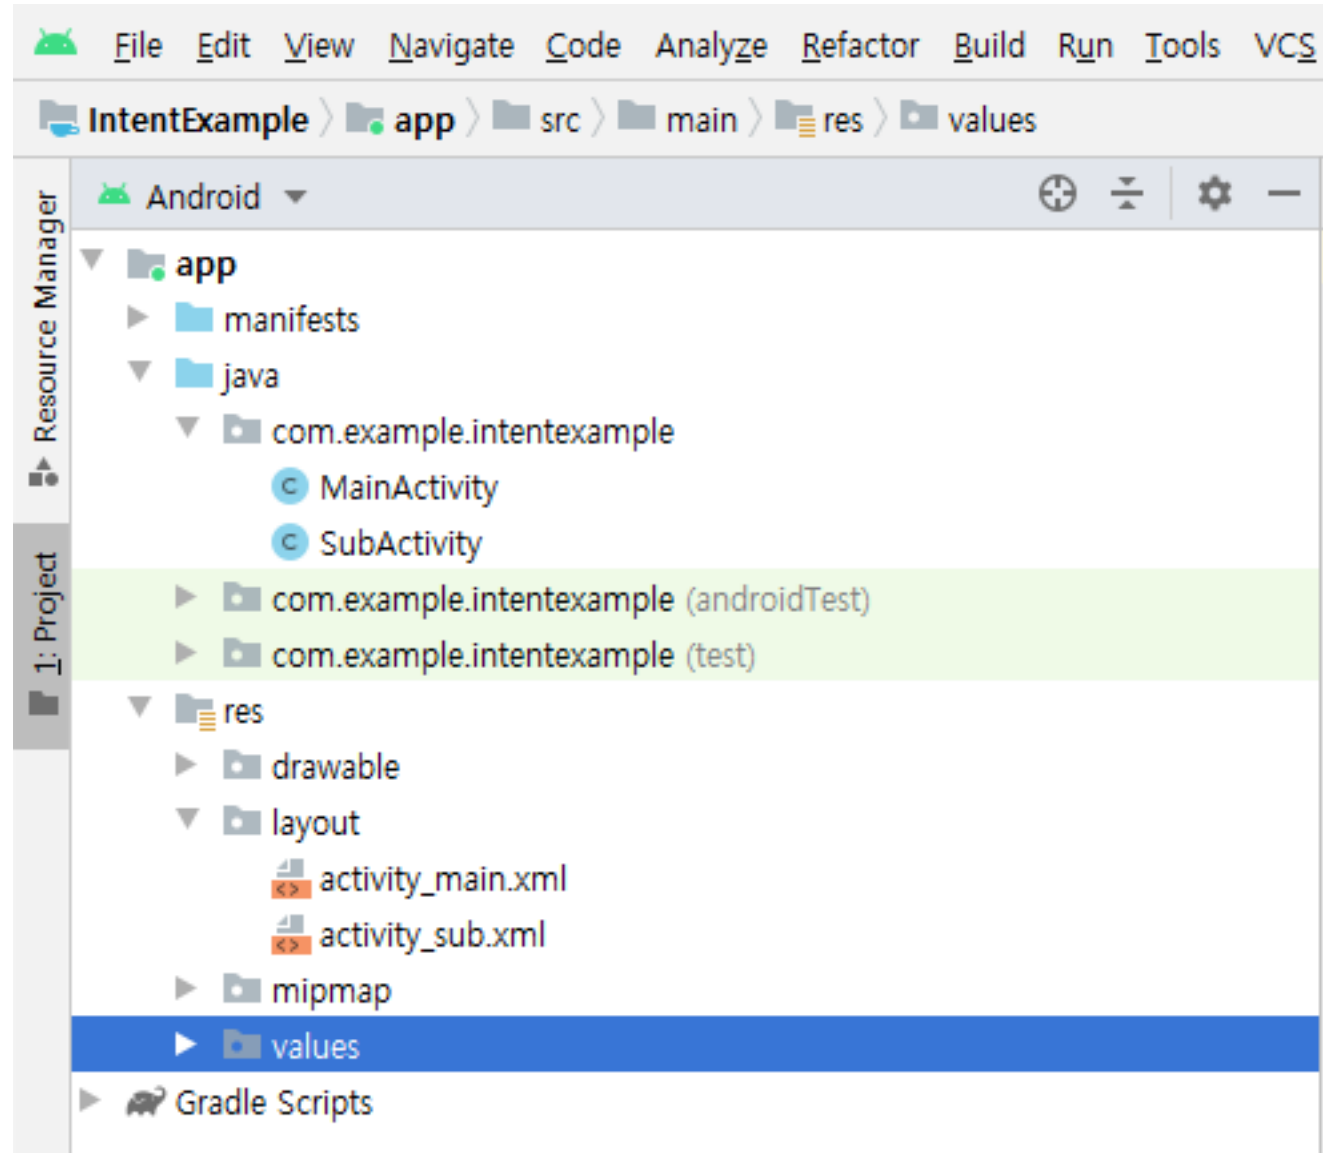 File Edit View Navigate Code Analyze Refactor Build Run Tools VCS
IntentExample app src main res values
Resource Manager
1: Project
Android
app
manifests
java
com.example.intentexample
MainActivity
SubActivity
com.example.intentexample (androidTest)
com.example.intentexample (test)
res
drawable
layout
activity_main.xml
activity_sub.xml
mipmap
values
Gradle Scripts